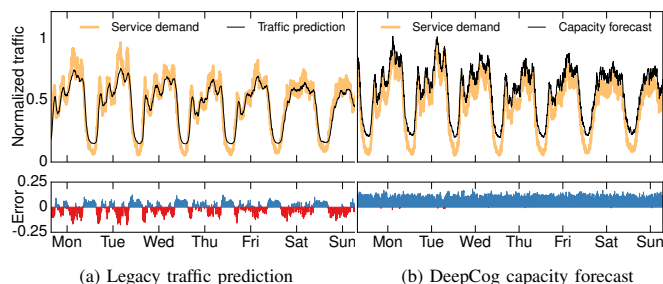 Service demand Traffic prediction Service demand Capacity forecast
Normalized traffic
1
0.5
0
Error
0.25
0
-0.25
Mon Tue Wed Thu Fri Sat Sun Mon Tue Wed Thu Fri Sat Sun
(a) Legacy traffic prediction (b) DeepCog capacity forecast